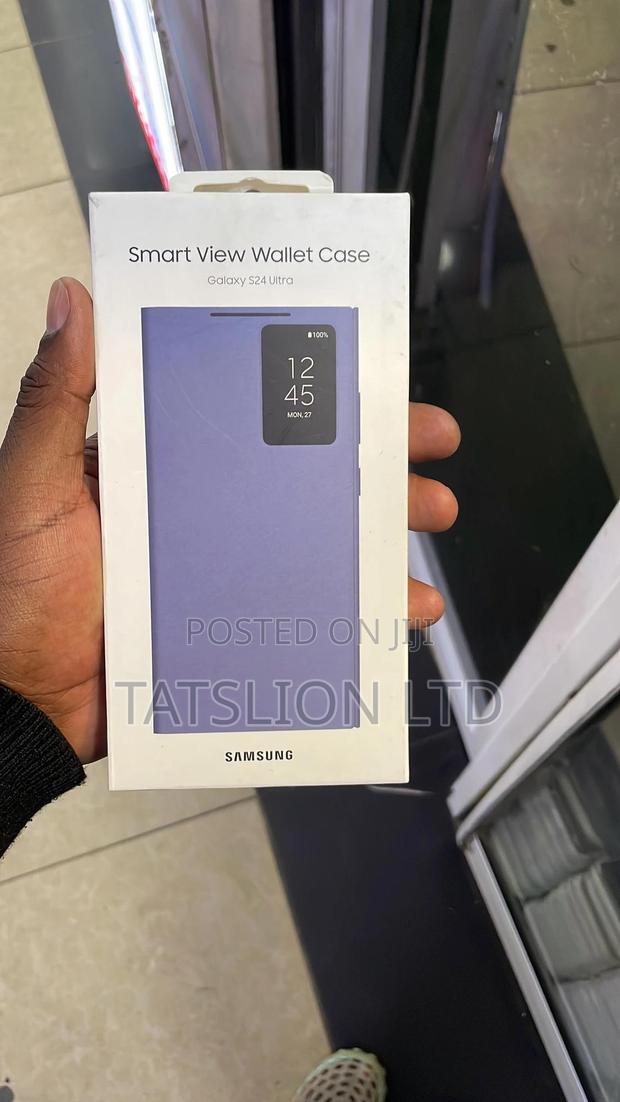 Smart View Wallet Case
Galaxy S24 Ultra
100%
12
45
MON, 27
POSTED ON JIJI
TATSLION LTD
SAMSUNG